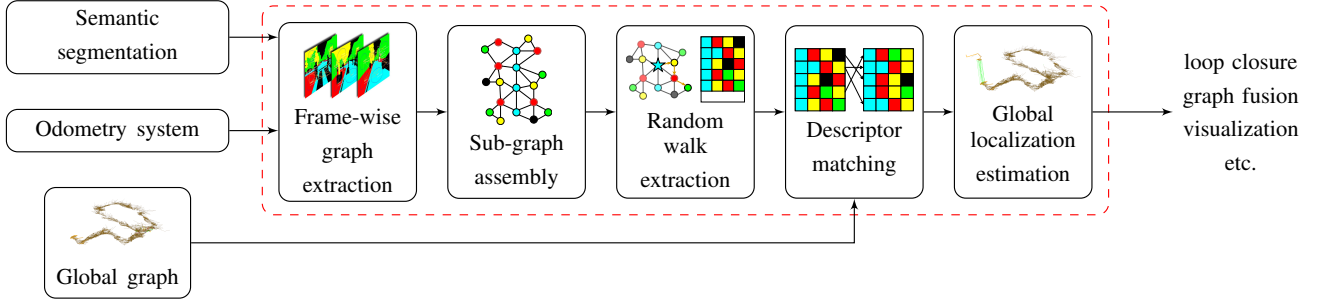 Semantic
segmentation
Odometry system
Global graph
Frame-wise
graph
extraction
Sub-graph
assembly
Random
walk
extraction
Descriptor
matching
Global
localization
estimation
loop closure
graph fusion
visualization
etc.